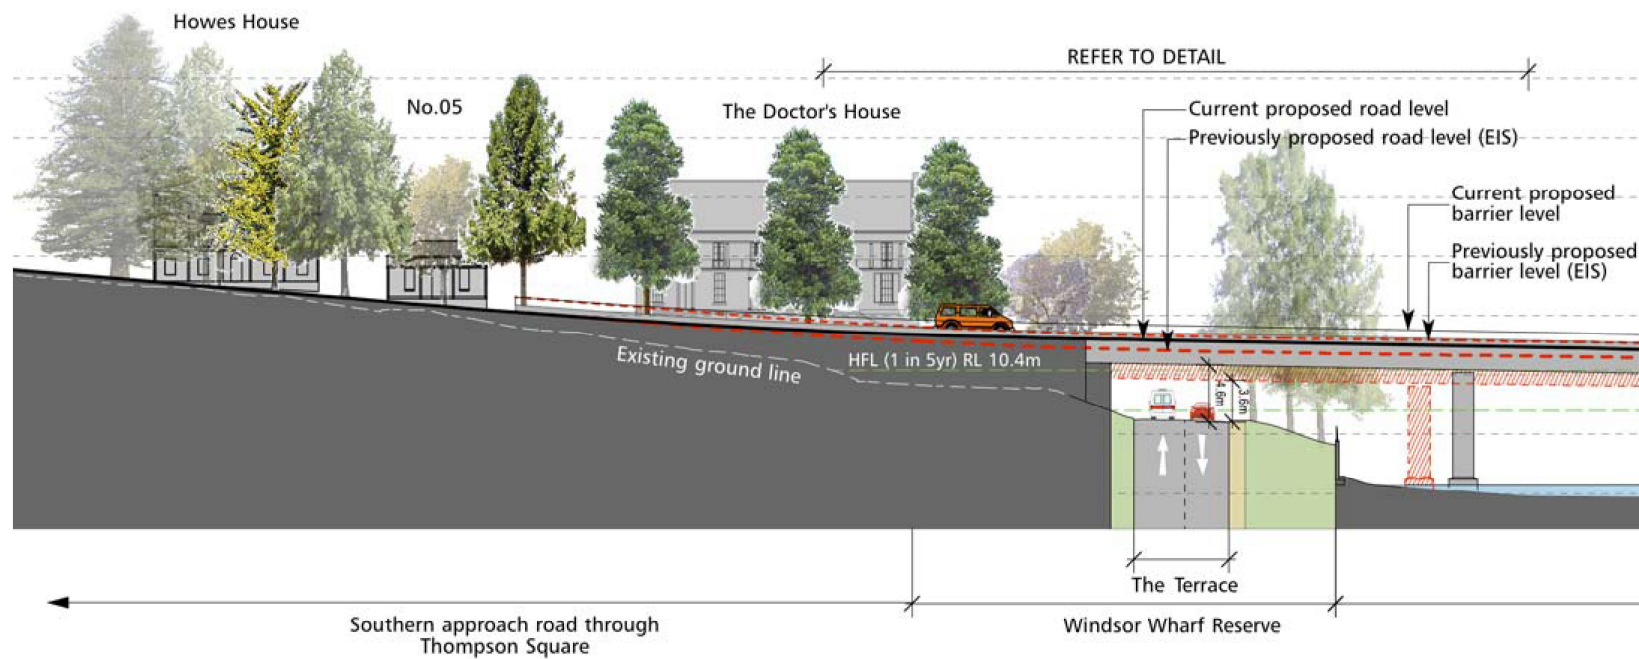 Howes House
REFER TO DETAIL
No.05
The Doctor's House
Current proposed road level
Previously proposed road level (EIS)
Current proposed
barrier level
Previously proposed
barrier level (EIS)
Existing ground line
HFL (1 in 5yr) RL 10.4m
4.6m
3.6m
The Terrace
Southern approach road through
Thompson Square
Windsor Wharf Reserve